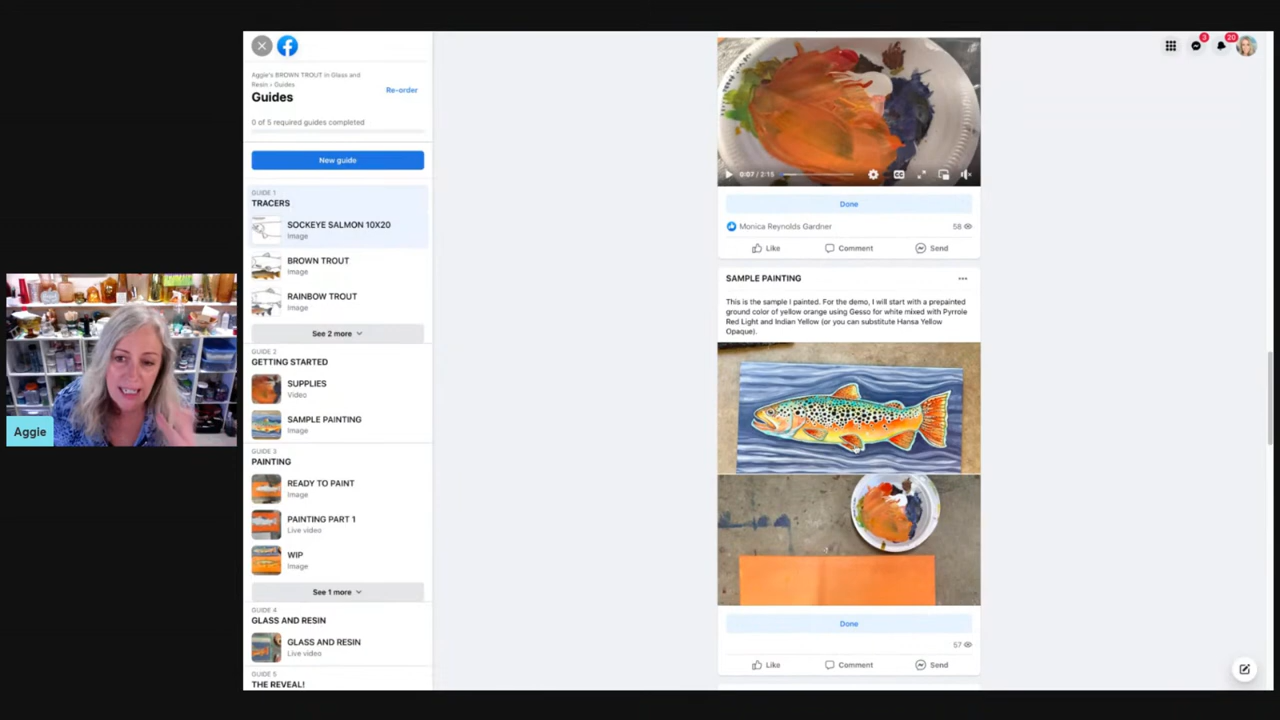 Aggie's BROWN TROUT in Glass and
Resin › Guides
Guides
Re-order
0 of 5 required guides completed
New guide
GUIDE 1
TRACERS
SOCKEYE SALMON 10X20
Image
BROWN TROUT
Image
RAINBOW TROUT
Image
See 2 more
GUIDE 2
GETTING STARTED
SUPPLIES
Video
SAMPLE PAINTING
Image
GUIDE 3
PAINTING
READY TO PAINT
Image
PAINTING PART 1
Live video
WIP
Image
See 1 more
GUIDE 4
GLASS AND RESIN
GLASS AND RESIN
Live video
GUIDE 5
THE REVEAL!
Aggie
0:07 / 2:15
Done
Monica Reynolds Gardner
58
Like
Comment
Send
SAMPLE PAINTING
This is the sample I painted. For the demo, I will start with a prepainted
ground color of yellow orange using Gesso for white mixed with Pyrrole
Red Light and Indian Yellow (or you can substitute Hansa Yellow
Opaque).
Done
57
Like
Comment
Send
3
20